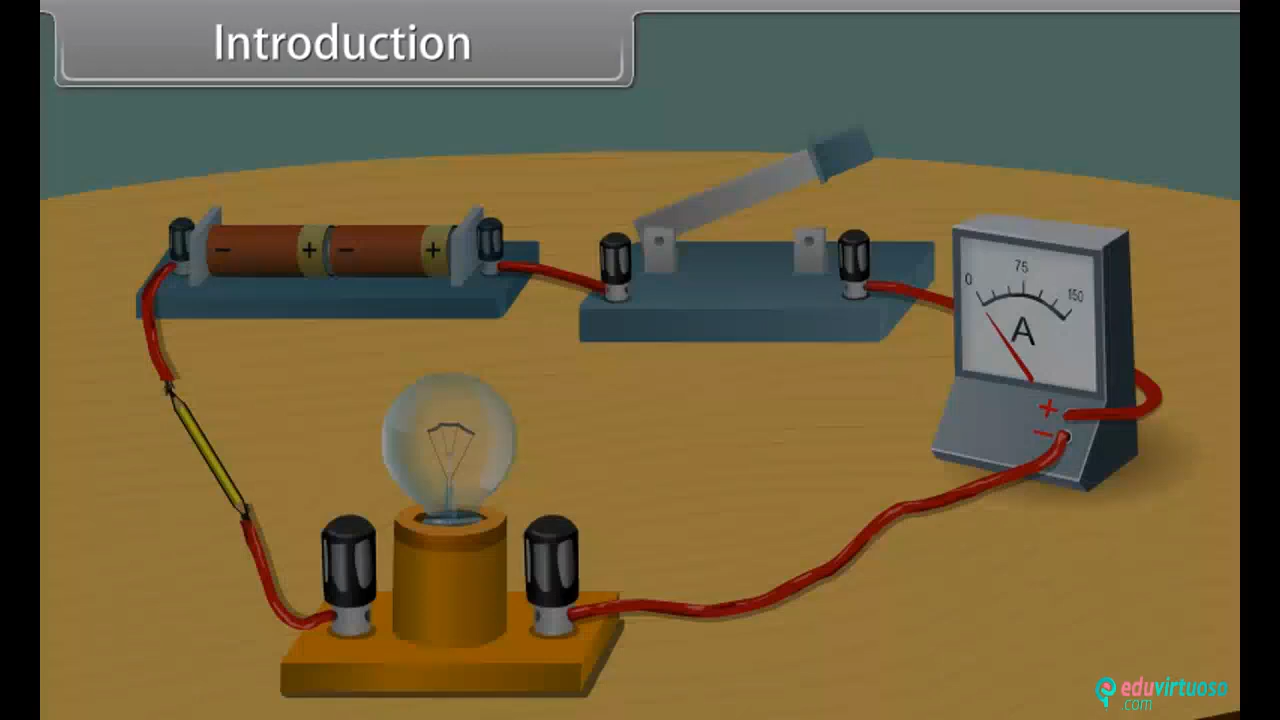 Introduction
− + − +
0 75 150
A
+
−
eduvirtuoso
.com